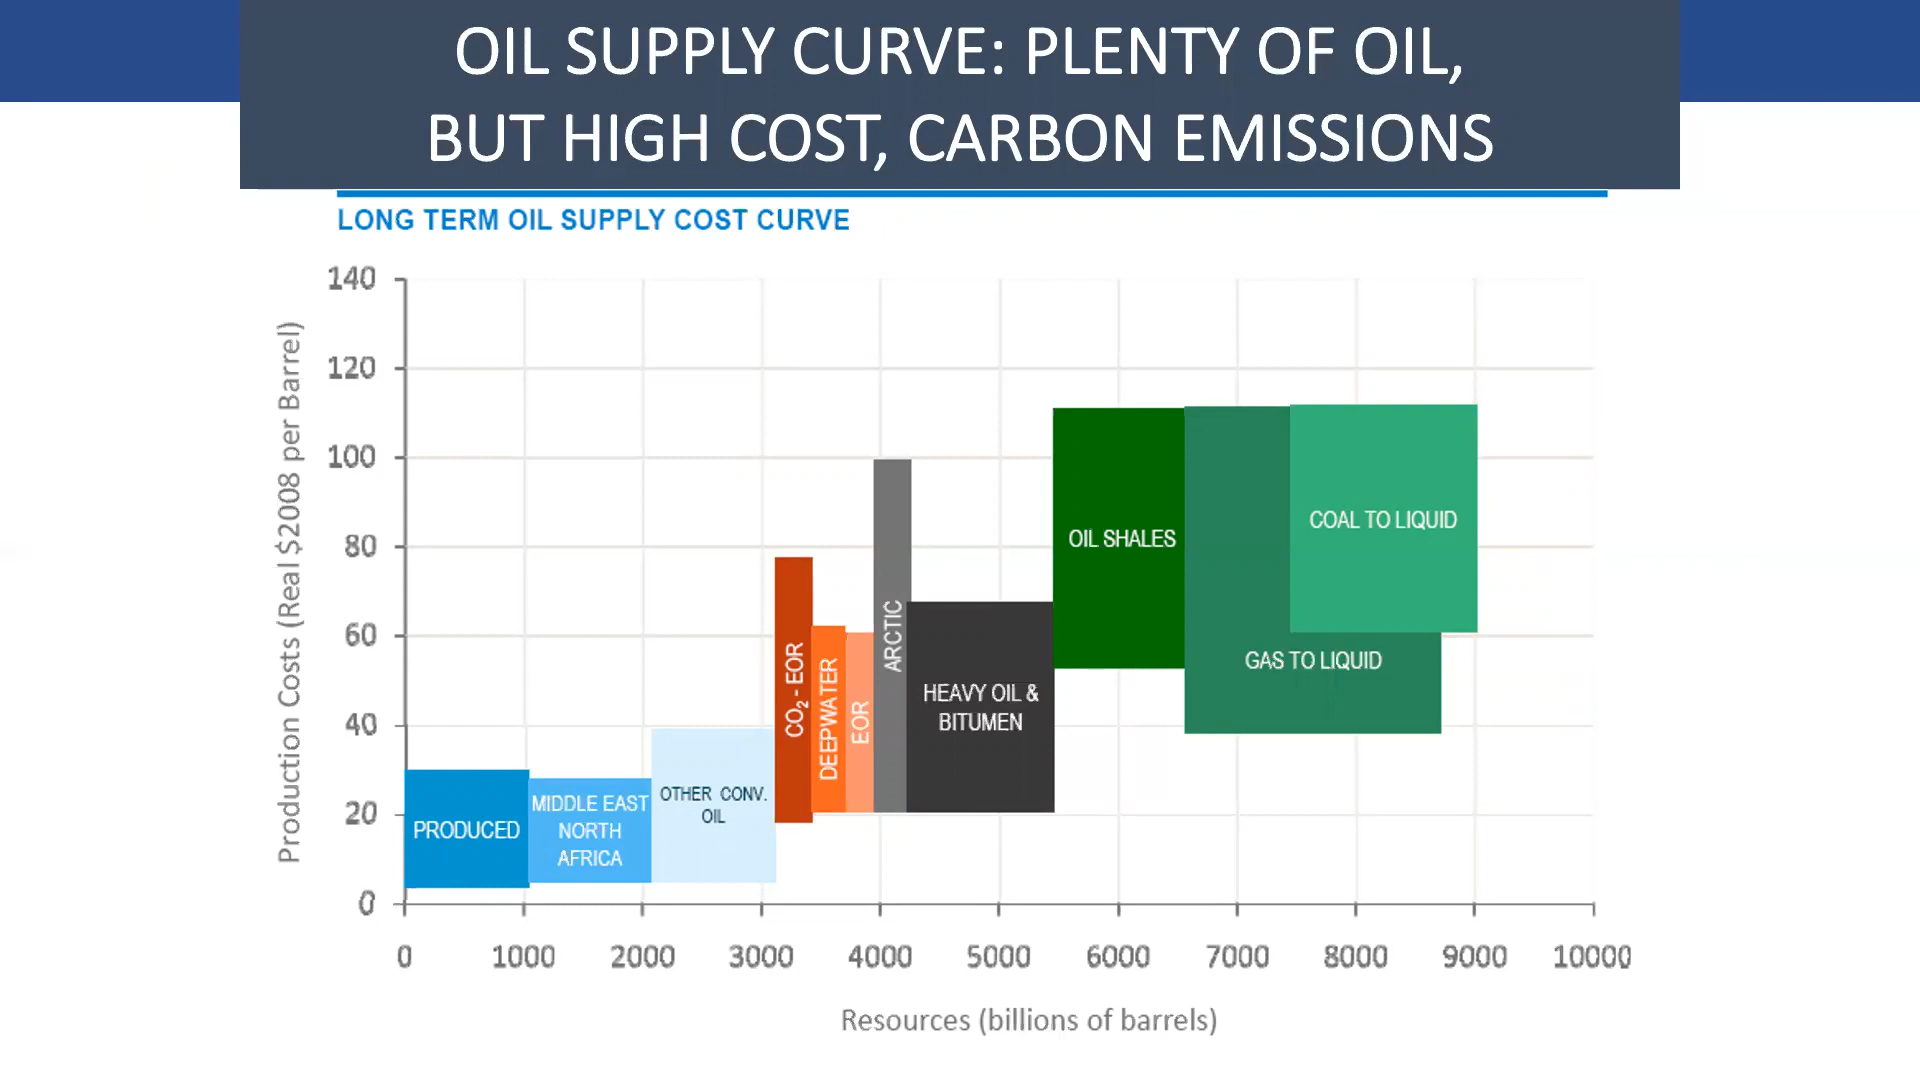 OIL SUPPLY CURVE: PLENTY OF OIL,
BUT HIGH COST, CARBON EMISSIONS
LONG TERM OIL SUPPLY COST CURVE
Production Costs (Real $2008 per Barrel)
140
120
100
80
60
40
20
0
PRODUCED
MIDDLE EAST
NORTH
AFRICA
OTHER CONV.
OIL
CO₂ - EOR
DEEPWATER
EOR
ARCTIC
HEAVY OIL &
BITUMEN
OIL SHALES
GAS TO LIQUID
COAL TO LIQUID
0 1000 2000 3000 4000 5000 6000 7000 8000 9000 10000
Resources (billions of barrels)